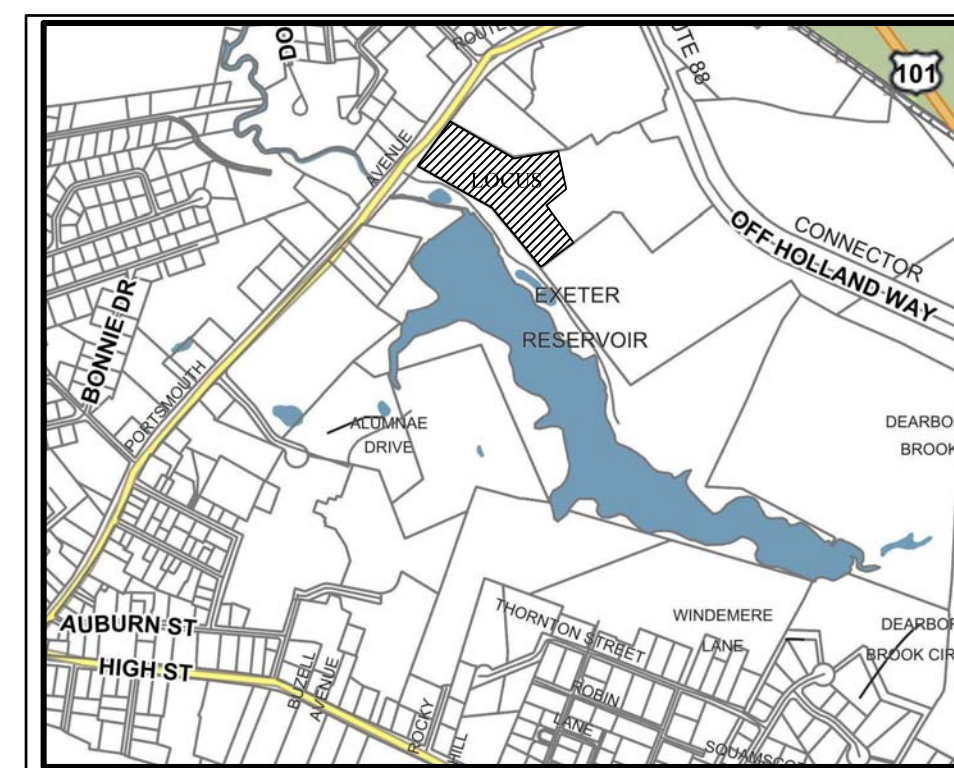 DO
ROUTE
UTE 88
101
AVENUE
LOCUS
CONNECTOR
OFF HOLLAND WAY
EXETER
RESERVOIR
BONNIE DR
PORTSMOUTH
ALUMNAE
DRIVE
DEARBO
BROOK
THORNTON STREET
WINDEMERE
LANE
AUBURN ST
DEARBOR
BROOK CIR
HIGH ST
BUZELL
AVENUE
ROCKY
HILL
ROBIN
LANE
SQUAMSCOT